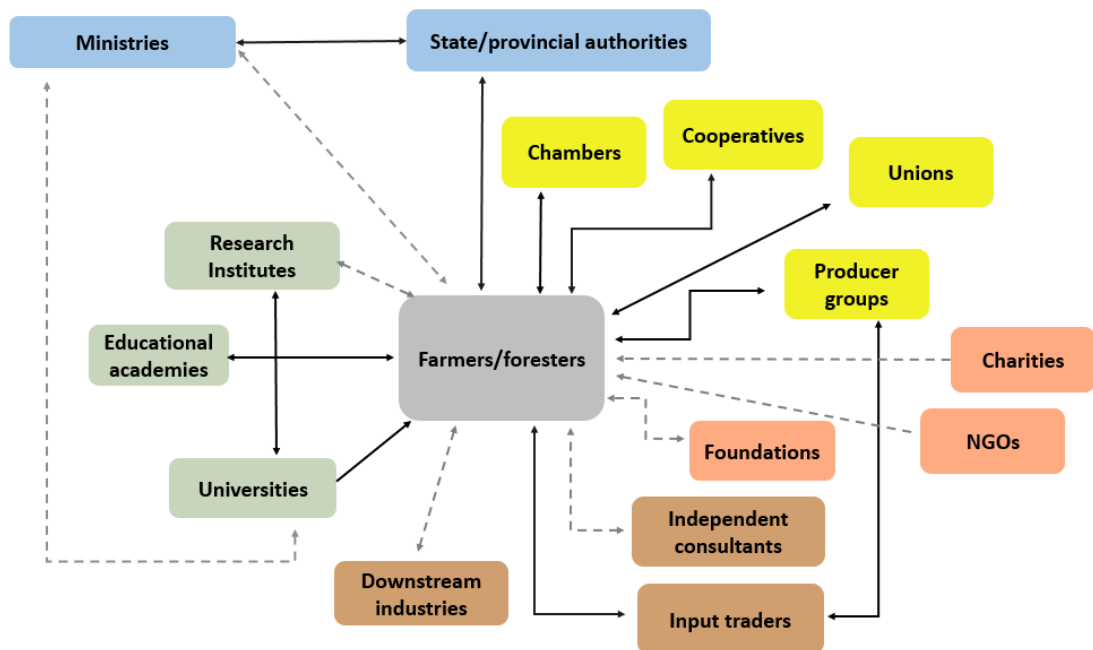 Ministries
State/provincial authorities
Chambers
Cooperatives
Unions
Research
Institutes
Producer
groups
Educational
academies
Farmers/foresters
Charities
NGOs
Foundations
Universities
Independent
consultants
Downstream
industries
Input traders